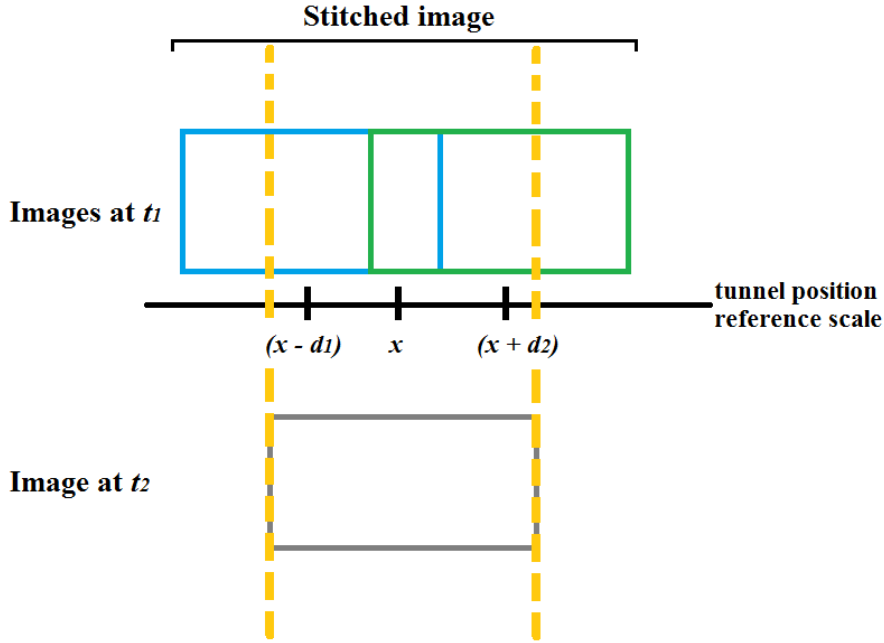 Stitched image
Images at t1
tunnel position
reference scale
(x - d1) x (x + d2)
Image at t2